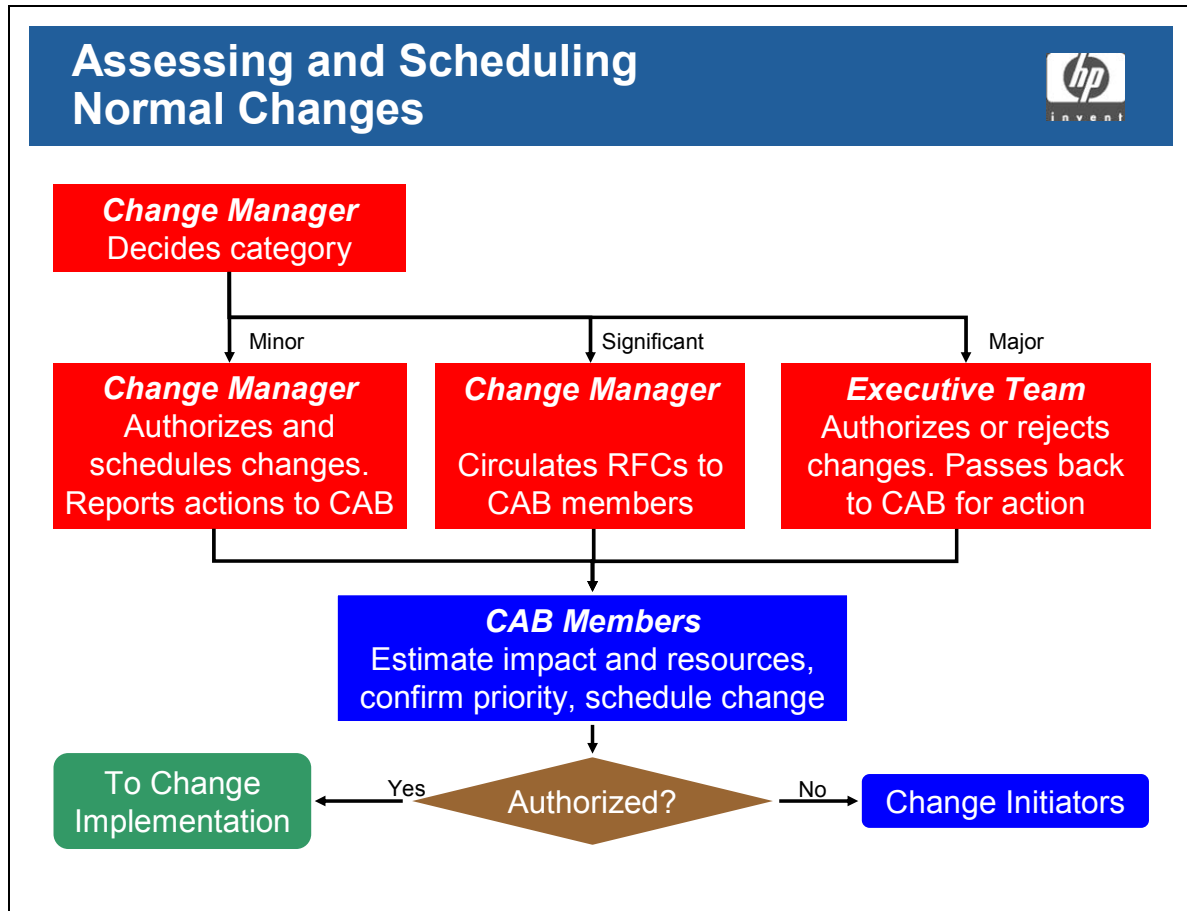 Assessing and Scheduling
Normal Changes
hp
invent
Change Manager
Decides category
Minor
Significant
Major
Change Manager
Authorizes and
schedules changes.
Reports actions to CAB
Change Manager
Circulates RFCs to
CAB members
Executive Team
Authorizes or rejects
changes. Passes back
to CAB for action
CAB Members
Estimate impact and resources,
confirm priority, schedule change
To Change
Implementation
Yes
Authorized?
No
Change Initiators